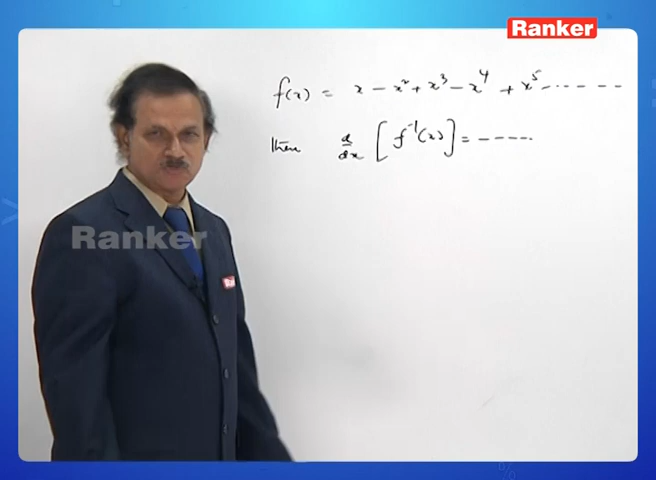 Ranker
f(x) = x - x² + x³ - x⁴ + x⁵ ........
then d/dx [f⁻¹(x)] = -----..
Ranker